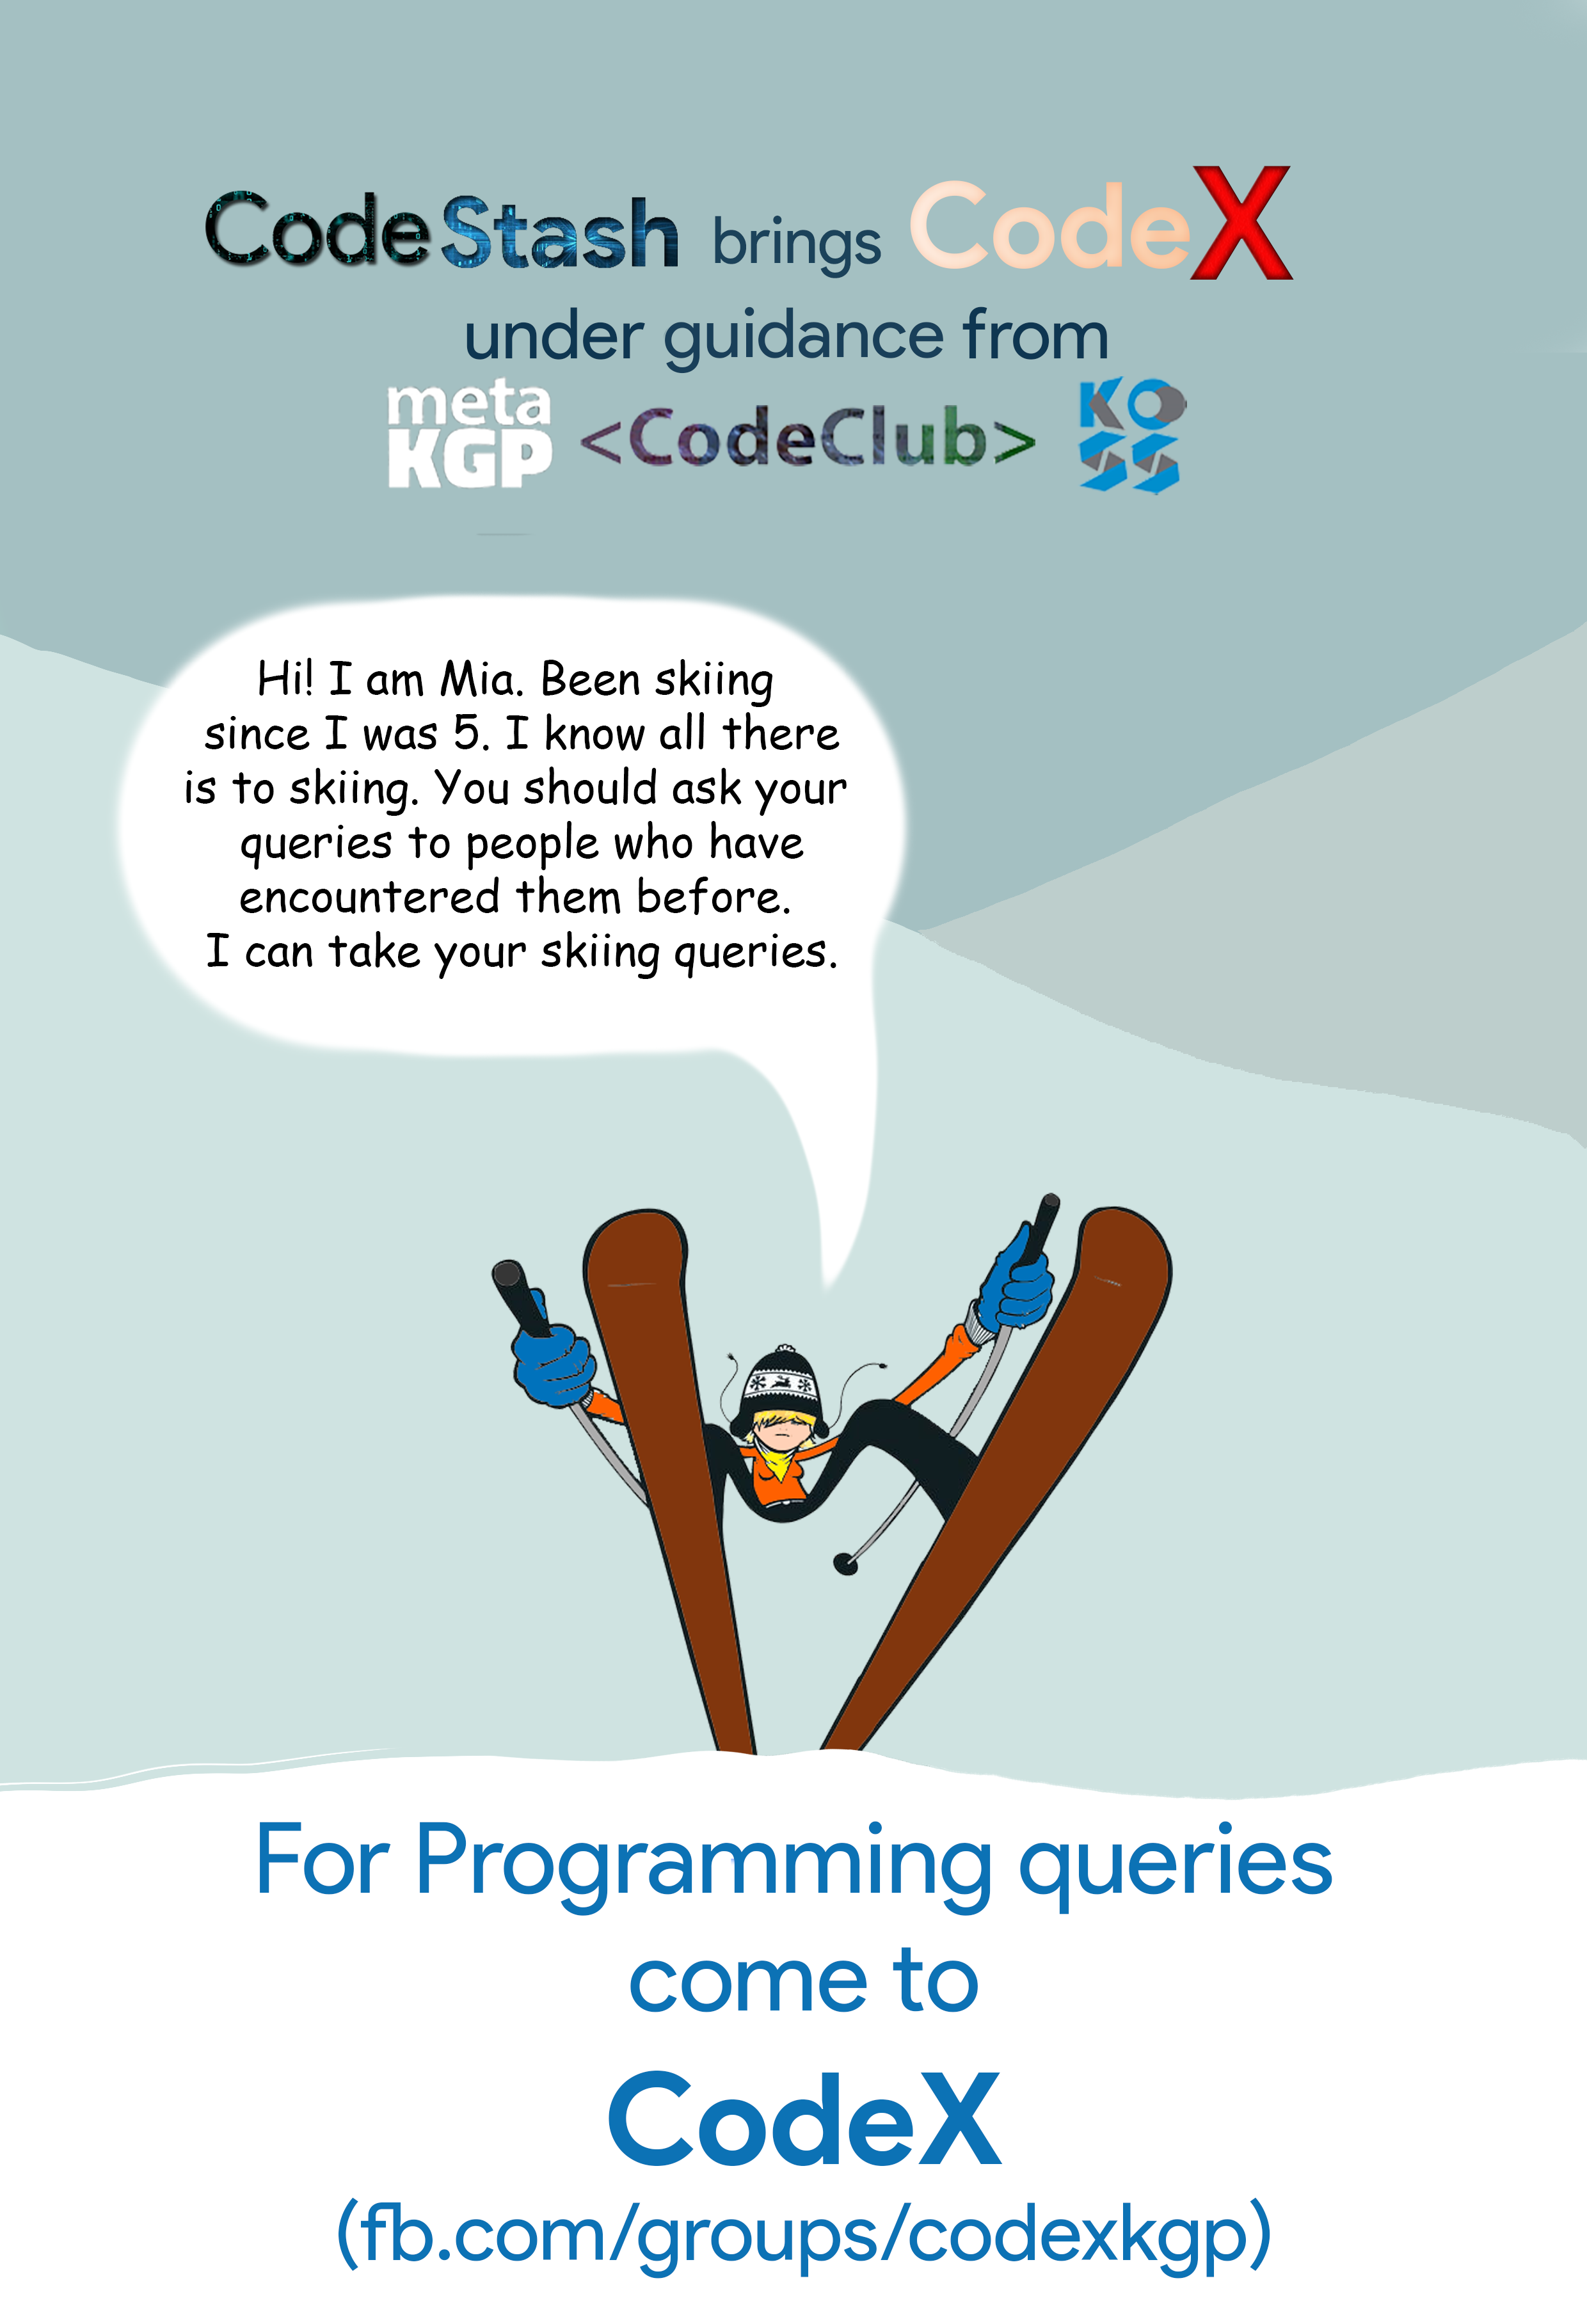 CodeStash brings CodeX
under guidance from
meta
KGP <CodeClub> KOSS
Hi! I am Mia. Been skiing
since I was 5. I know all there
is to skiing. You should ask your
queries to people who have
encountered them before.
I can take your skiing queries.
For Programming queries
come to
CodeX
(fb.com/groups/codexkgp)